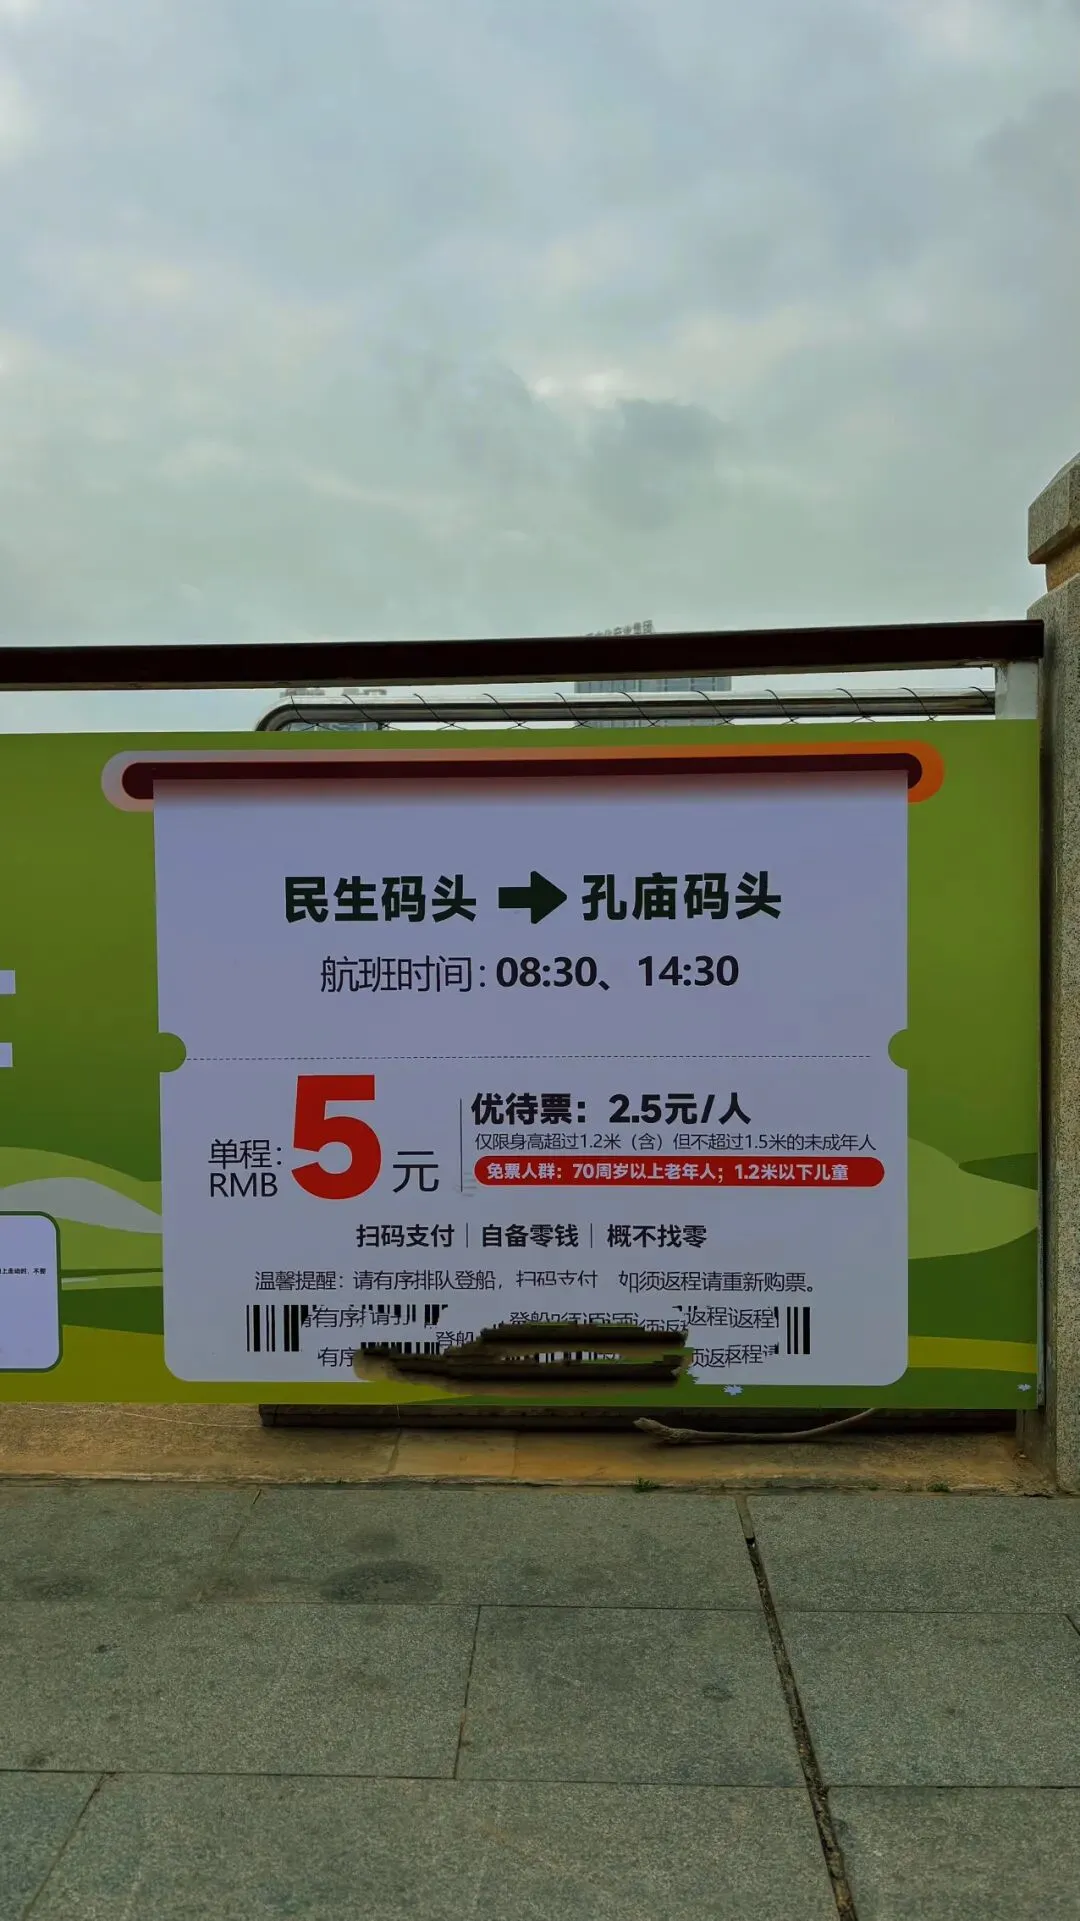 民生码头 → 孔庙码头
航班时间：08:30、14:30
单程：
RMB
5元
优待票：2.5元/人
仅限身高超过1.2米（含）但不超过1.5米的未成年人
免票人群：70周岁以上老年人；1.2米以下儿童
扫码支付｜自备零钱｜概不找零
温馨提醒：请有序排队登船，扫码支付 如须返程请重新购票。